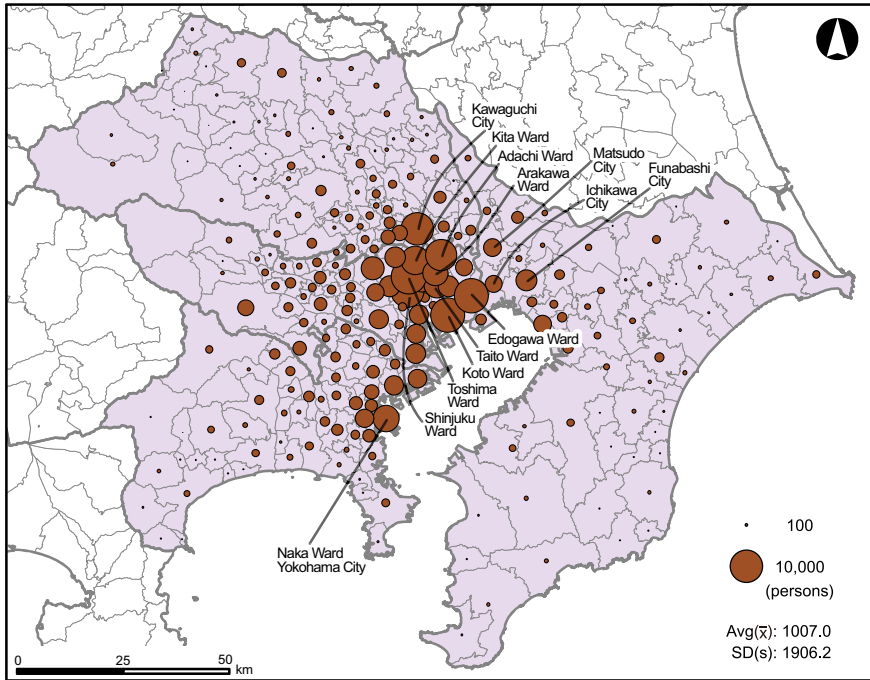 Kawaguchi
City
Kita Ward
Adachi Ward
Arakawa
Ward
Matsudo
City
Funabashi
City
Ichikawa
City
Edogawa Ward
Taito Ward
Koto Ward
Toshima
Ward
Shinjuku
Ward
Naka Ward
Yokohama City
100
10,000
(persons)
Avg(x̄): 1007.0
SD(s): 1906.2
0 25 50
km